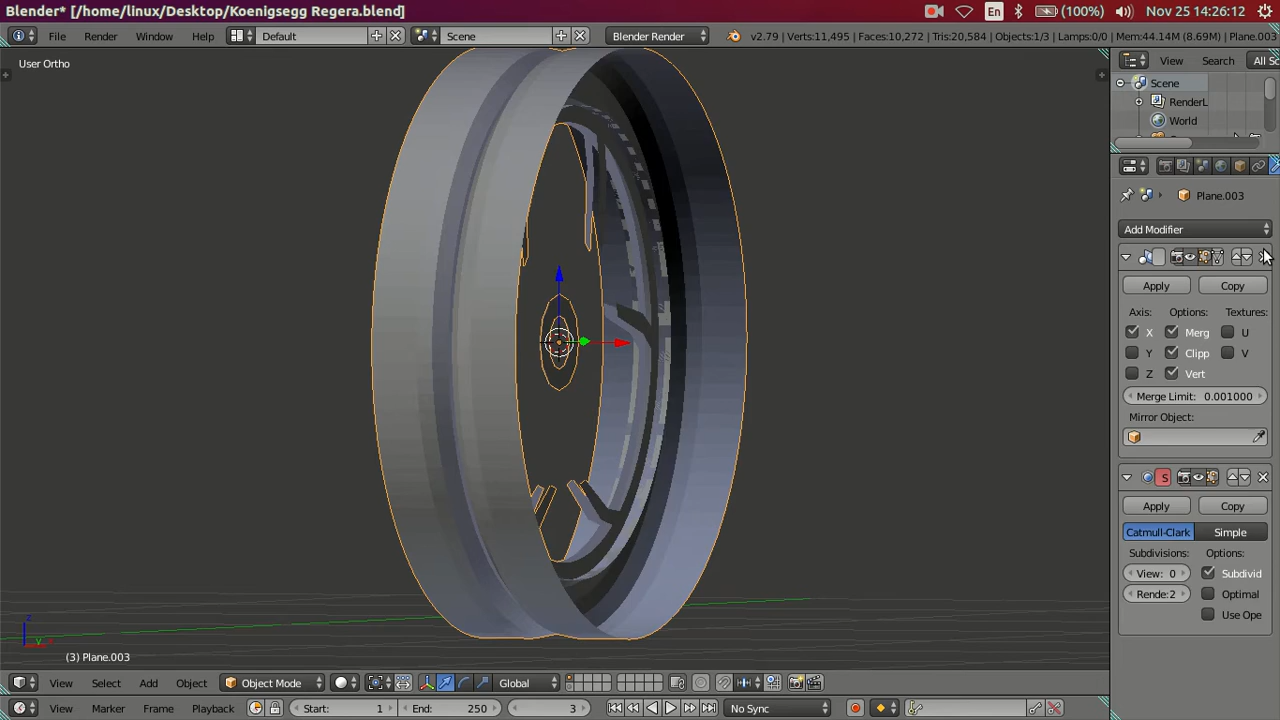 Blender* [/home/linux/Desktop/Koenigsegg Regera.blend] En (100%) Nov 25 14:26:12
File Render Window Help Default Scene Blender Render v2.79 | Verts:11,495 | Faces:10,272 | Tris:20,584 | Objects:1/3 | Lamps:0/0 | Mem:44.14M (8.69M) | Plane.003
User Ortho
View Search All Sc
Scene
RenderL
World
Plane.003
Add Modifier
Apply Copy
Axis: Options: Textures:
X Merg U
Y Clipp V
Z Vert
Merge Limit: 0.001000
Mirror Object:
S
Apply Copy
Catmull-Clark Simple
Subdivisions: Options:
View: 0 Subdivid
Rende: 2 Optimal
Use Ope
z
y x
(3) Plane.003
View Select Add Object Object Mode Global
View Marker Frame Playback Start: 1 End: 250 3 No Sync